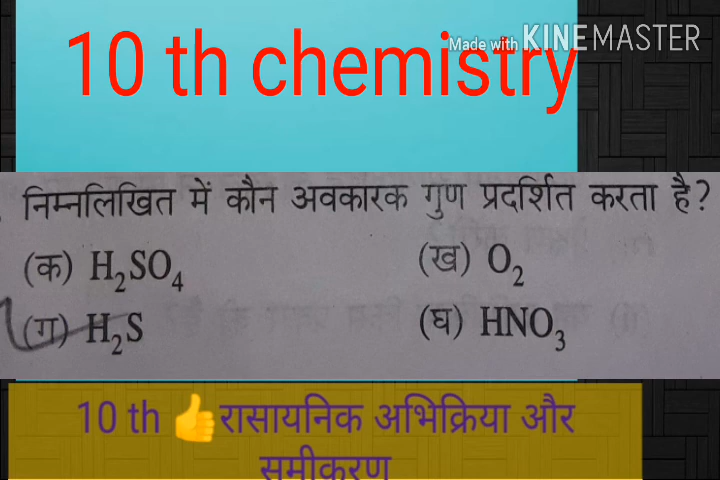 10 th chemistry
Made with KINEMASTER
निम्नलिखित में कौन अवकारक गुण प्रदर्शित करता है?
(क) H₂SO₄ (ख) O₂
(ग) H₂S (घ) HNO₃
10 th 👍रासायनिक अभिक्रिया और
समीकरण